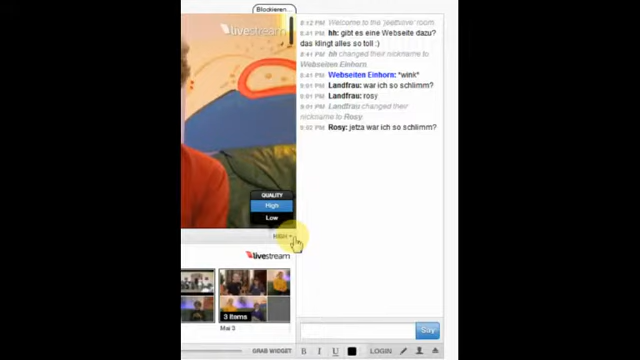 Blockieren...
livestream
8:12 PM Welcome to the room
8:41 PM hh: gibt es eine Webseite dazu?
das klingt alles so toll :)
8:41 PM hh changed their nickname to
Webseiten Einhorn
8:41 PM Webseiten Einhorn: *wink*
9:01 PM Landfrau: war ich so schlimm?
9:01 PM Landfrau: rosy
9:01 PM Landfrau changed their
nickname to Rosy
9:02 PM Rosy: jetza war ich so schlimm?
QUALITY
High
Low
HIGH
livestream
3 Items
Mai 3
Say
GRAB WIDGET
B I U
LOGIN